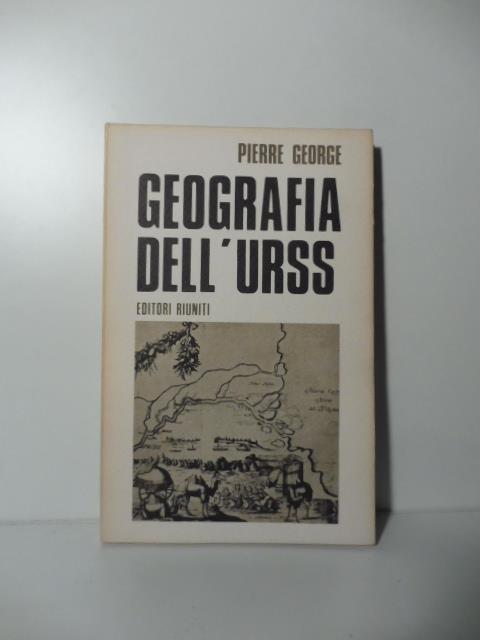 PIERRE GEORGE
GEOGRAFIA
DELL'URSS
EDITORI RIUNITI